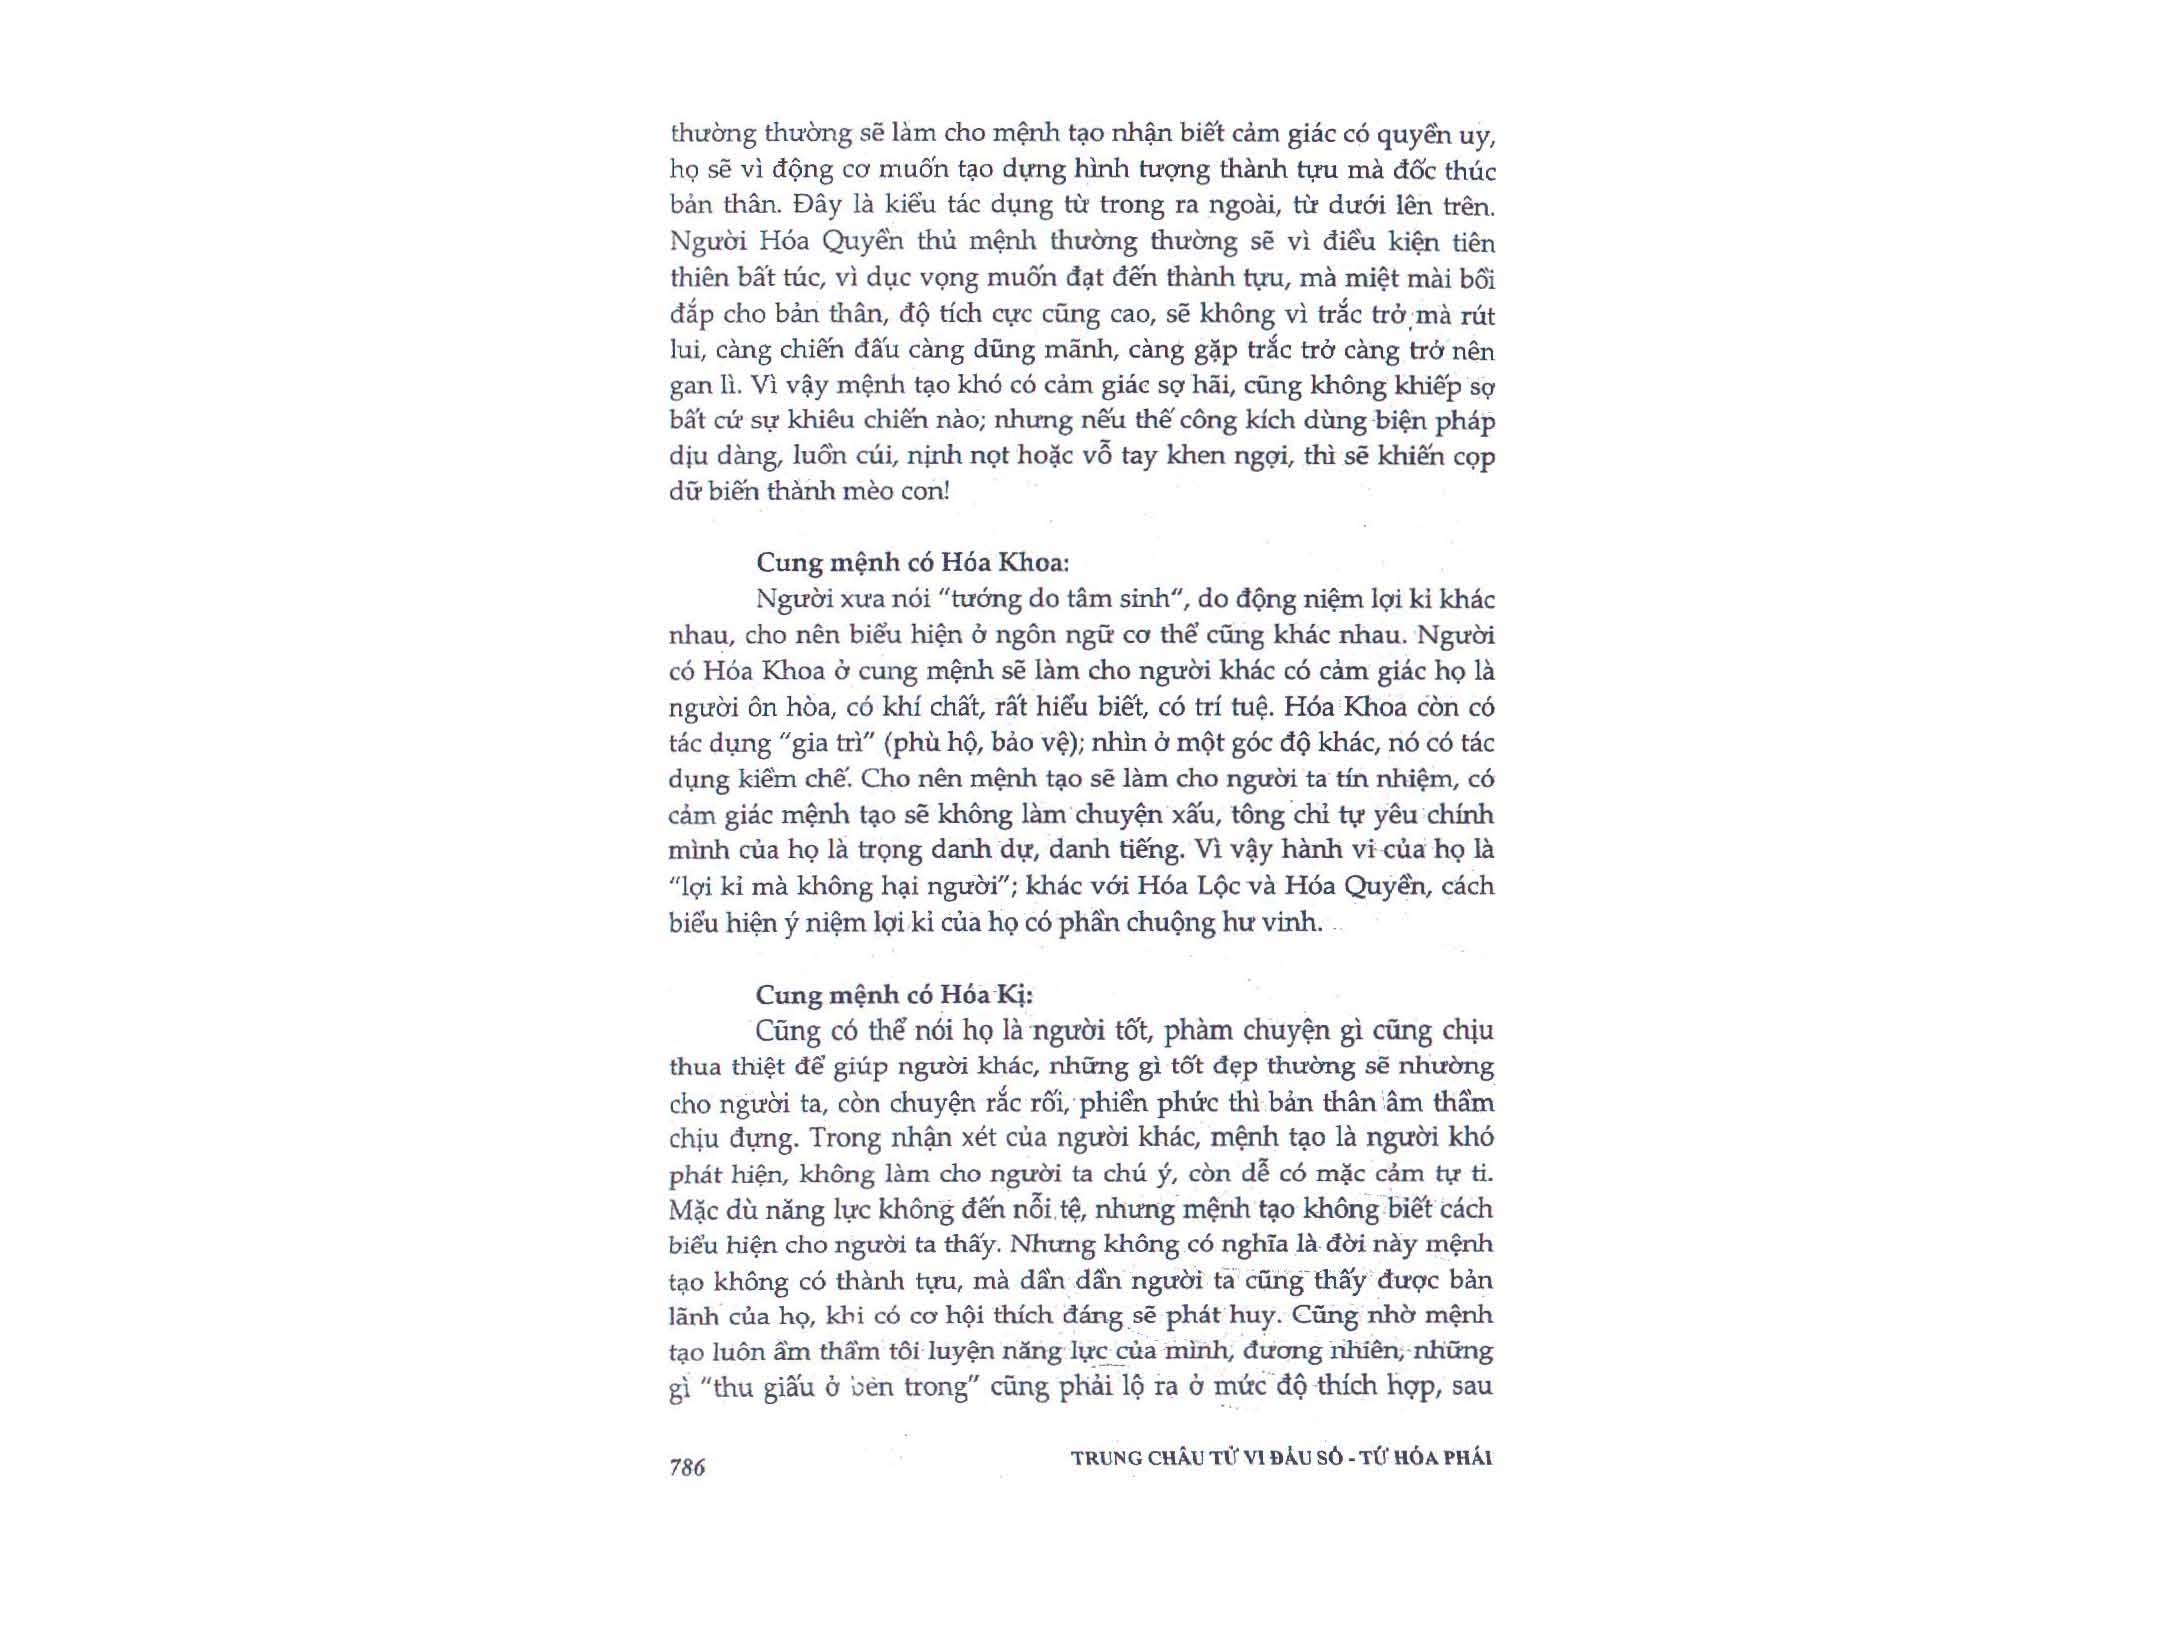 thường thường sẽ làm cho mệnh tạo nhận biết cảm giác có quyền uy,
họ sẽ vì động cơ muốn tạo dựng hình tượng thành tựu mà đốc thúc
bản thân. Đây là kiểu tác dụng từ trong ra ngoài, từ dưới lên trên.
Người Hóa Quyền thủ mệnh thường thường sẽ vì điều kiện tiên
thiên bất túc, vì dục vọng muốn đạt đến thành tựu, mà miệt mài bồi
đắp cho bản thân, độ tích cực cũng cao, sẽ không vì trắc trở mà rút
lui, càng chiến đấu càng dũng mãnh, càng gặp trắc trở càng trở nên
gan lì. Vì vậy mệnh tạo khó có cảm giác sợ hãi, cũng không khiếp sợ
bất cứ sự khiêu chiến nào; nhưng nếu thế công kích dùng biện pháp
dịu dàng, luồn cúi, nịnh nọt hoặc vỗ tay khen ngợi, thì sẽ khiến cọp
dữ biến thành mèo con!
Cung mệnh có Hóa Khoa:
Người xưa nói "tướng do tâm sinh", do động niệm lợi kỉ khác
nhau, cho nên biểu hiện ở ngôn ngữ cơ thể cũng khác nhau. Người
có Hóa Khoa ở cung mệnh sẽ làm cho người khác có cảm giác họ là
người ôn hòa, có khí chất, rất hiểu biết, có trí tuệ. Hóa Khoa còn có
tác dụng "gia trì" (phù hộ, bảo vệ); nhìn ở một góc độ khác, nó có tác
dụng kiềm chế. Cho nên mệnh tạo sẽ làm cho người ta tín nhiệm, có
cảm giác mệnh tạo sẽ không làm chuyện xấu, tông chỉ tự yêu chính
mình của họ là trọng danh dự, danh tiếng. Vì vậy hành vi của họ là
"lợi kỉ mà không hại người"; khác với Hóa Lộc và Hóa Quyền, cách
biểu hiện ý niệm lợi kỉ của họ có phần chuộng hư vinh.
Cung mệnh có Hóa Kị:
Cũng có thể nói họ là người tốt, phàm chuyện gì cũng chịu
thua thiệt để giúp người khác, những gì tốt đẹp thường sẽ nhường
cho người ta, còn chuyện rắc rối, phiền phức thì bản thân âm thầm
chịu đựng. Trong nhận xét của người khác, mệnh tạo là người khó
phát hiện, không làm cho người ta chú ý, còn dễ có mặc cảm tự ti.
Mặc dù năng lực không đến nỗi tệ, nhưng mệnh tạo không biết cách
biểu hiện cho người ta thấy. Nhưng không có nghĩa là đời này mệnh
tạo không có thành tựu, mà dần dần người ta cũng thấy được bản
lãnh của họ, khi có cơ hội thích đáng sẽ phát huy. Cũng nhờ mệnh
tạo luôn âm thầm tôi luyện năng lực của mình, đương nhiên, những
gì "thu giấu ở bên trong" cũng phải lộ ra ở mức độ thích hợp, sau
786
TRUNG CHÂU TỬ VI ĐẨU SỐ - TỨ HÓA PHÁI